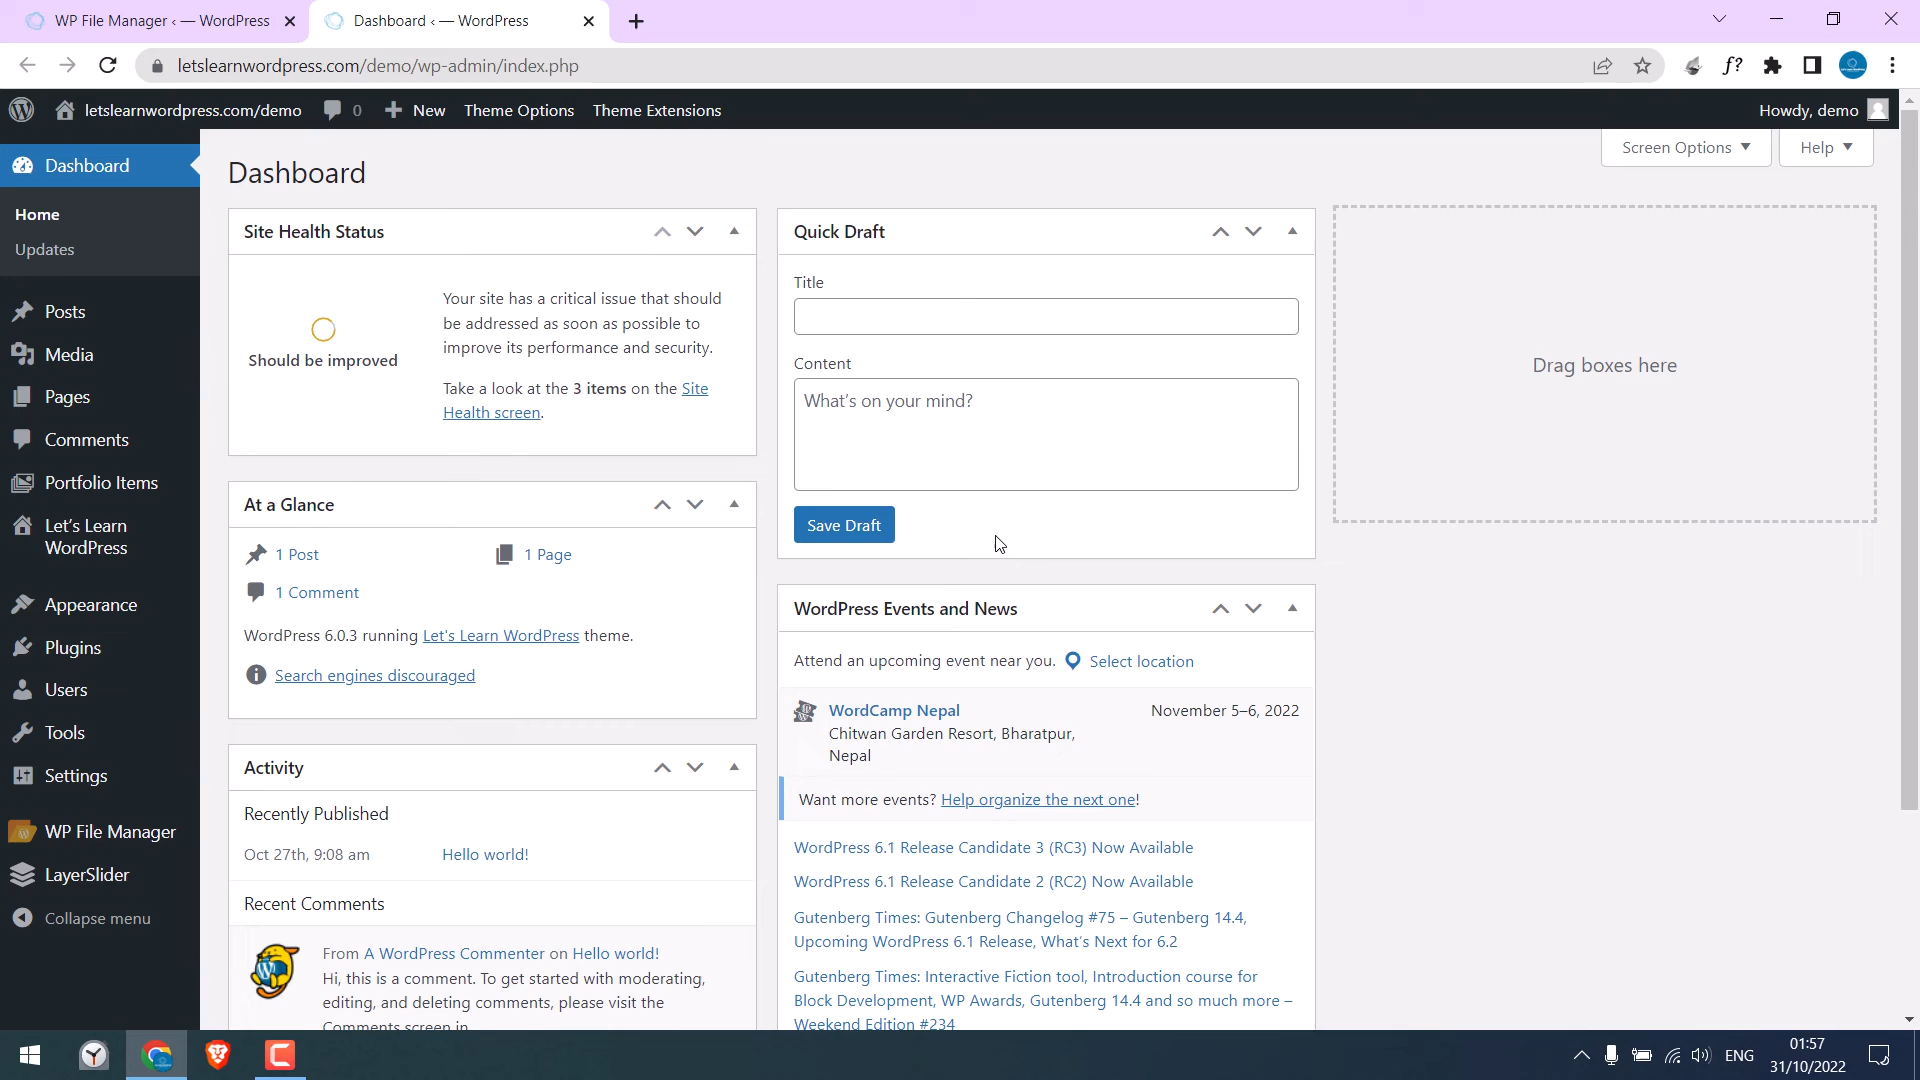 WP File Manager ‹ — WordPress
Dashboard ‹ — WordPress
letslearnwordpress.com/demo/wp-admin/index.php
f?
letslearnwordpress.com/demo
0
New
Theme Options
Theme Extensions
Howdy, demo
Dashboard
Home
Updates
Posts
Media
Pages
Comments
Portfolio Items
Let's Learn
WordPress
Appearance
Plugins
Users
Tools
Settings
WP File Manager
LayerSlider
Collapse menu
Screen Options
Help
Dashboard
Site Health Status
Should be improved
Your site has a critical issue that should
be addressed as soon as possible to
improve its performance and security.
Take a look at the 3 items on the Site
Health screen.
At a Glance
1 Post
1 Page
1 Comment
WordPress 6.0.3 running Let's Learn WordPress theme.
Search engines discouraged
Activity
Recently Published
Oct 27th, 9:08 am
Hello world!
Recent Comments
From A WordPress Commenter on Hello world!
Hi, this is a comment. To get started with moderating,
editing, and deleting comments, please visit the
Comments screen in
Quick Draft
Title
Content
What's on your mind?
Save Draft
WordPress Events and News
Attend an upcoming event near you.
Select location
WordCamp Nepal
November 5–6, 2022
Chitwan Garden Resort, Bharatpur,
Nepal
Want more events? Help organize the next one!
WordPress 6.1 Release Candidate 3 (RC3) Now Available
WordPress 6.1 Release Candidate 2 (RC2) Now Available
Gutenberg Times: Gutenberg Changelog #75 – Gutenberg 14.4,
Upcoming WordPress 6.1 Release, What's Next for 6.2
Gutenberg Times: Interactive Fiction tool, Introduction course for
Block Development, WP Awards, Gutenberg 14.4 and so much more –
Weekend Edition #234
Drag boxes here
ENG
01:57
31/10/2022